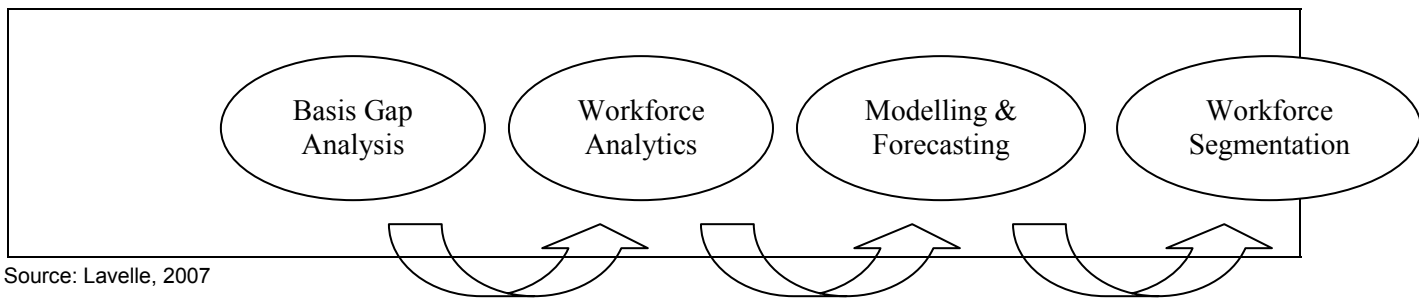 Basis Gap
Analysis
Workforce
Analytics
Modelling &
Forecasting
Workforce
Segmentation
Source: Lavelle, 2007